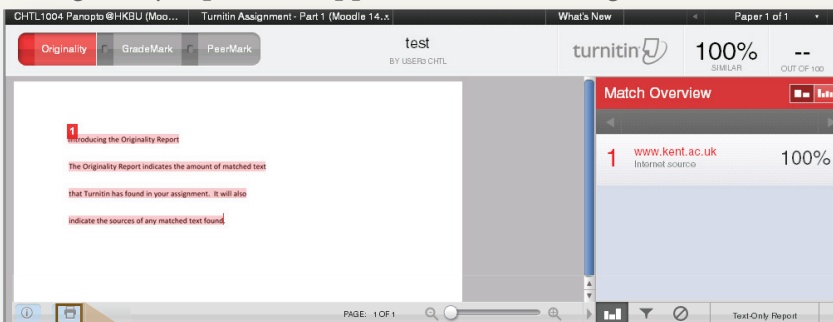 CHTL1004 Panopto@HKBU (Moo... Turnitin Assignment - Part 1 (Moodle 14... What's New Paper 1 of 1
Originality GradeMark PeerMark test turnitin 100% --
BY USER3 CHTL SIMILAR OUT OF 100
Match Overview
1
Introducing the Originality Report
The Originality Report indicates the amount of matched text
that Turnitin has found in your assignment. It will also
indicate the sources of any matched text found.
1 www.kent.ac.uk 100%
Internet source
PAGE: 1 OF 1 Text-Only Report